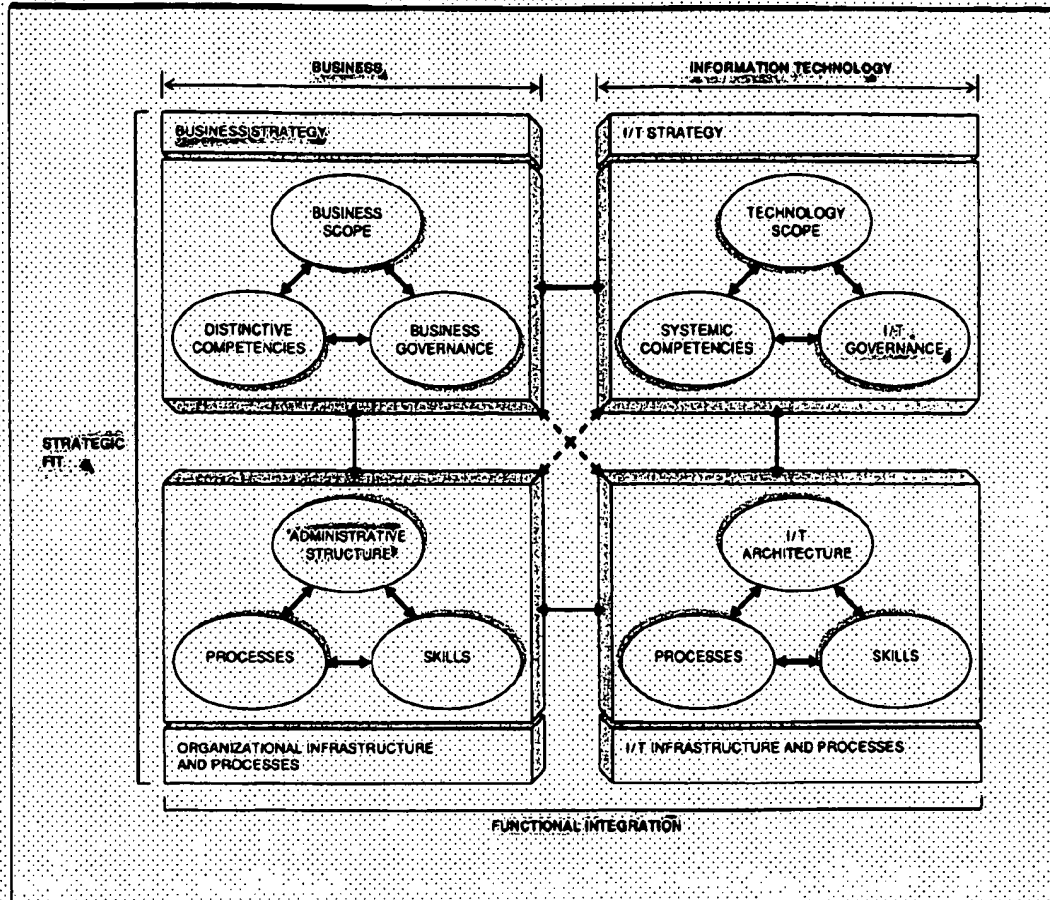 BUSINESS
INFORMATION TECHNOLOGY
BUSINESS STRATEGY
I/T STRATEGY
BUSINESS
SCOPE
TECHNOLOGY
SCOPE
DISTINCTIVE
COMPETENCIES
BUSINESS
GOVERNANCE
SYSTEMIC
COMPETENCIES
I/T
GOVERNANCE
STRATEGIC
FIT
ADMINISTRATIVE
STRUCTURE
I/T
ARCHITECTURE
PROCESSES
SKILLS
PROCESSES
SKILLS
ORGANIZATIONAL INFRASTRUCTURE
AND PROCESSES
I/T INFRASTRUCTURE AND PROCESSES
FUNCTIONAL INTEGRATION